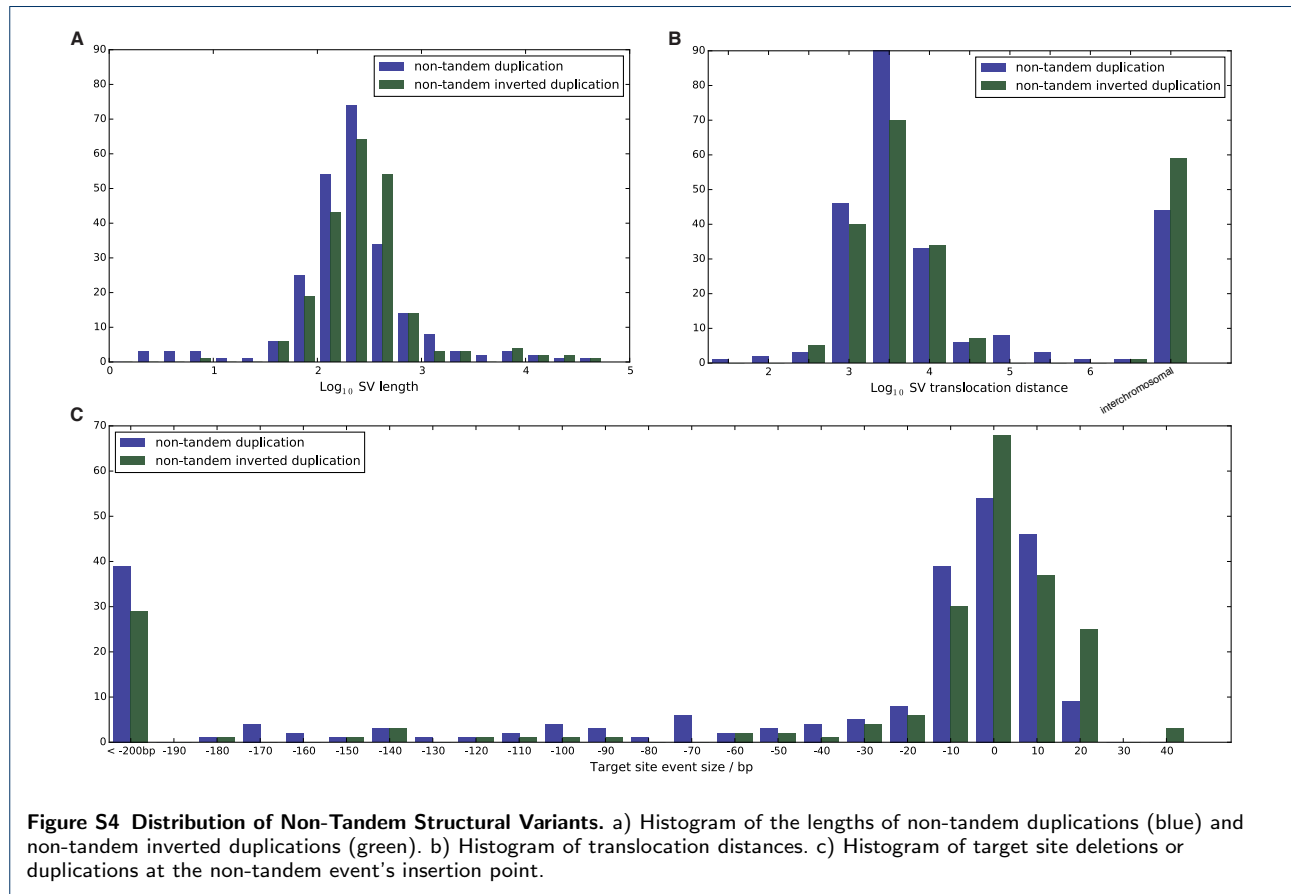 A
90
80
70
60
50
40
30
20
10
0
0 1 2 3 4 5
Log10 SV length
non-tandem duplication
non-tandem inverted duplication
B
90
80
70
60
50
40
30
20
10
0
2 3 4 5 6 interchromosomal
Log10 SV translocation distance
non-tandem duplication
non-tandem inverted duplication
C
70
60
50
40
30
20
10
0
< -200bp -190 -180 -170 -160 -150 -140 -130 -120 -110 -100 -90 -80 -70 -60 -50 -40 -30 -20 -10 0 10 20 30 40
Target site event size / bp
non-tandem duplication
non-tandem inverted duplication
Figure S4 Distribution of Non-Tandem Structural Variants. a) Histogram of the lengths of non-tandem duplications (blue) and
non-tandem inverted duplications (green). b) Histogram of translocation distances. c) Histogram of target site deletions or
duplications at the non-tandem event's insertion point.